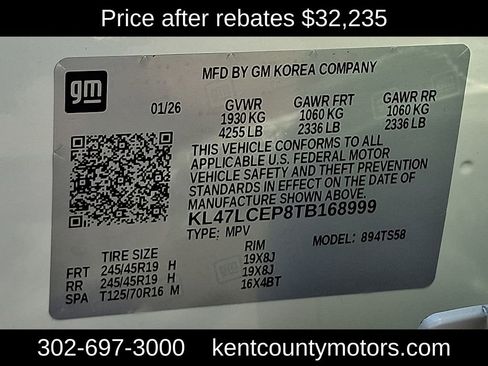 Price after rebates $32,235
gm
MFD BY GM KOREA COMPANY
01/26
GVWR GAWR FRT GAWR RR
1930 KG 1060 KG 1060 KG
4255 LB 2336 LB 2336 LB
THIS VEHICLE CONFORMS TO ALL
APPLICABLE U.S. FEDERAL MOTOR
VEHICLE SAFETY AND THEFT PREVENTION
STANDARDS IN EFFECT ON THE DATE OF
MANUFACTURE SHOWN ABOVE.
KL47LCEP8TB168999
TYPE: MPV MODEL: 894TS58
TIRE SIZE RIM
FRT 245/45R19 H 19X8J
RR 245/45R19 H 19X8J
SPA T125/70R16 M 16X4BT
302-697-3000 kentcountymotors.com